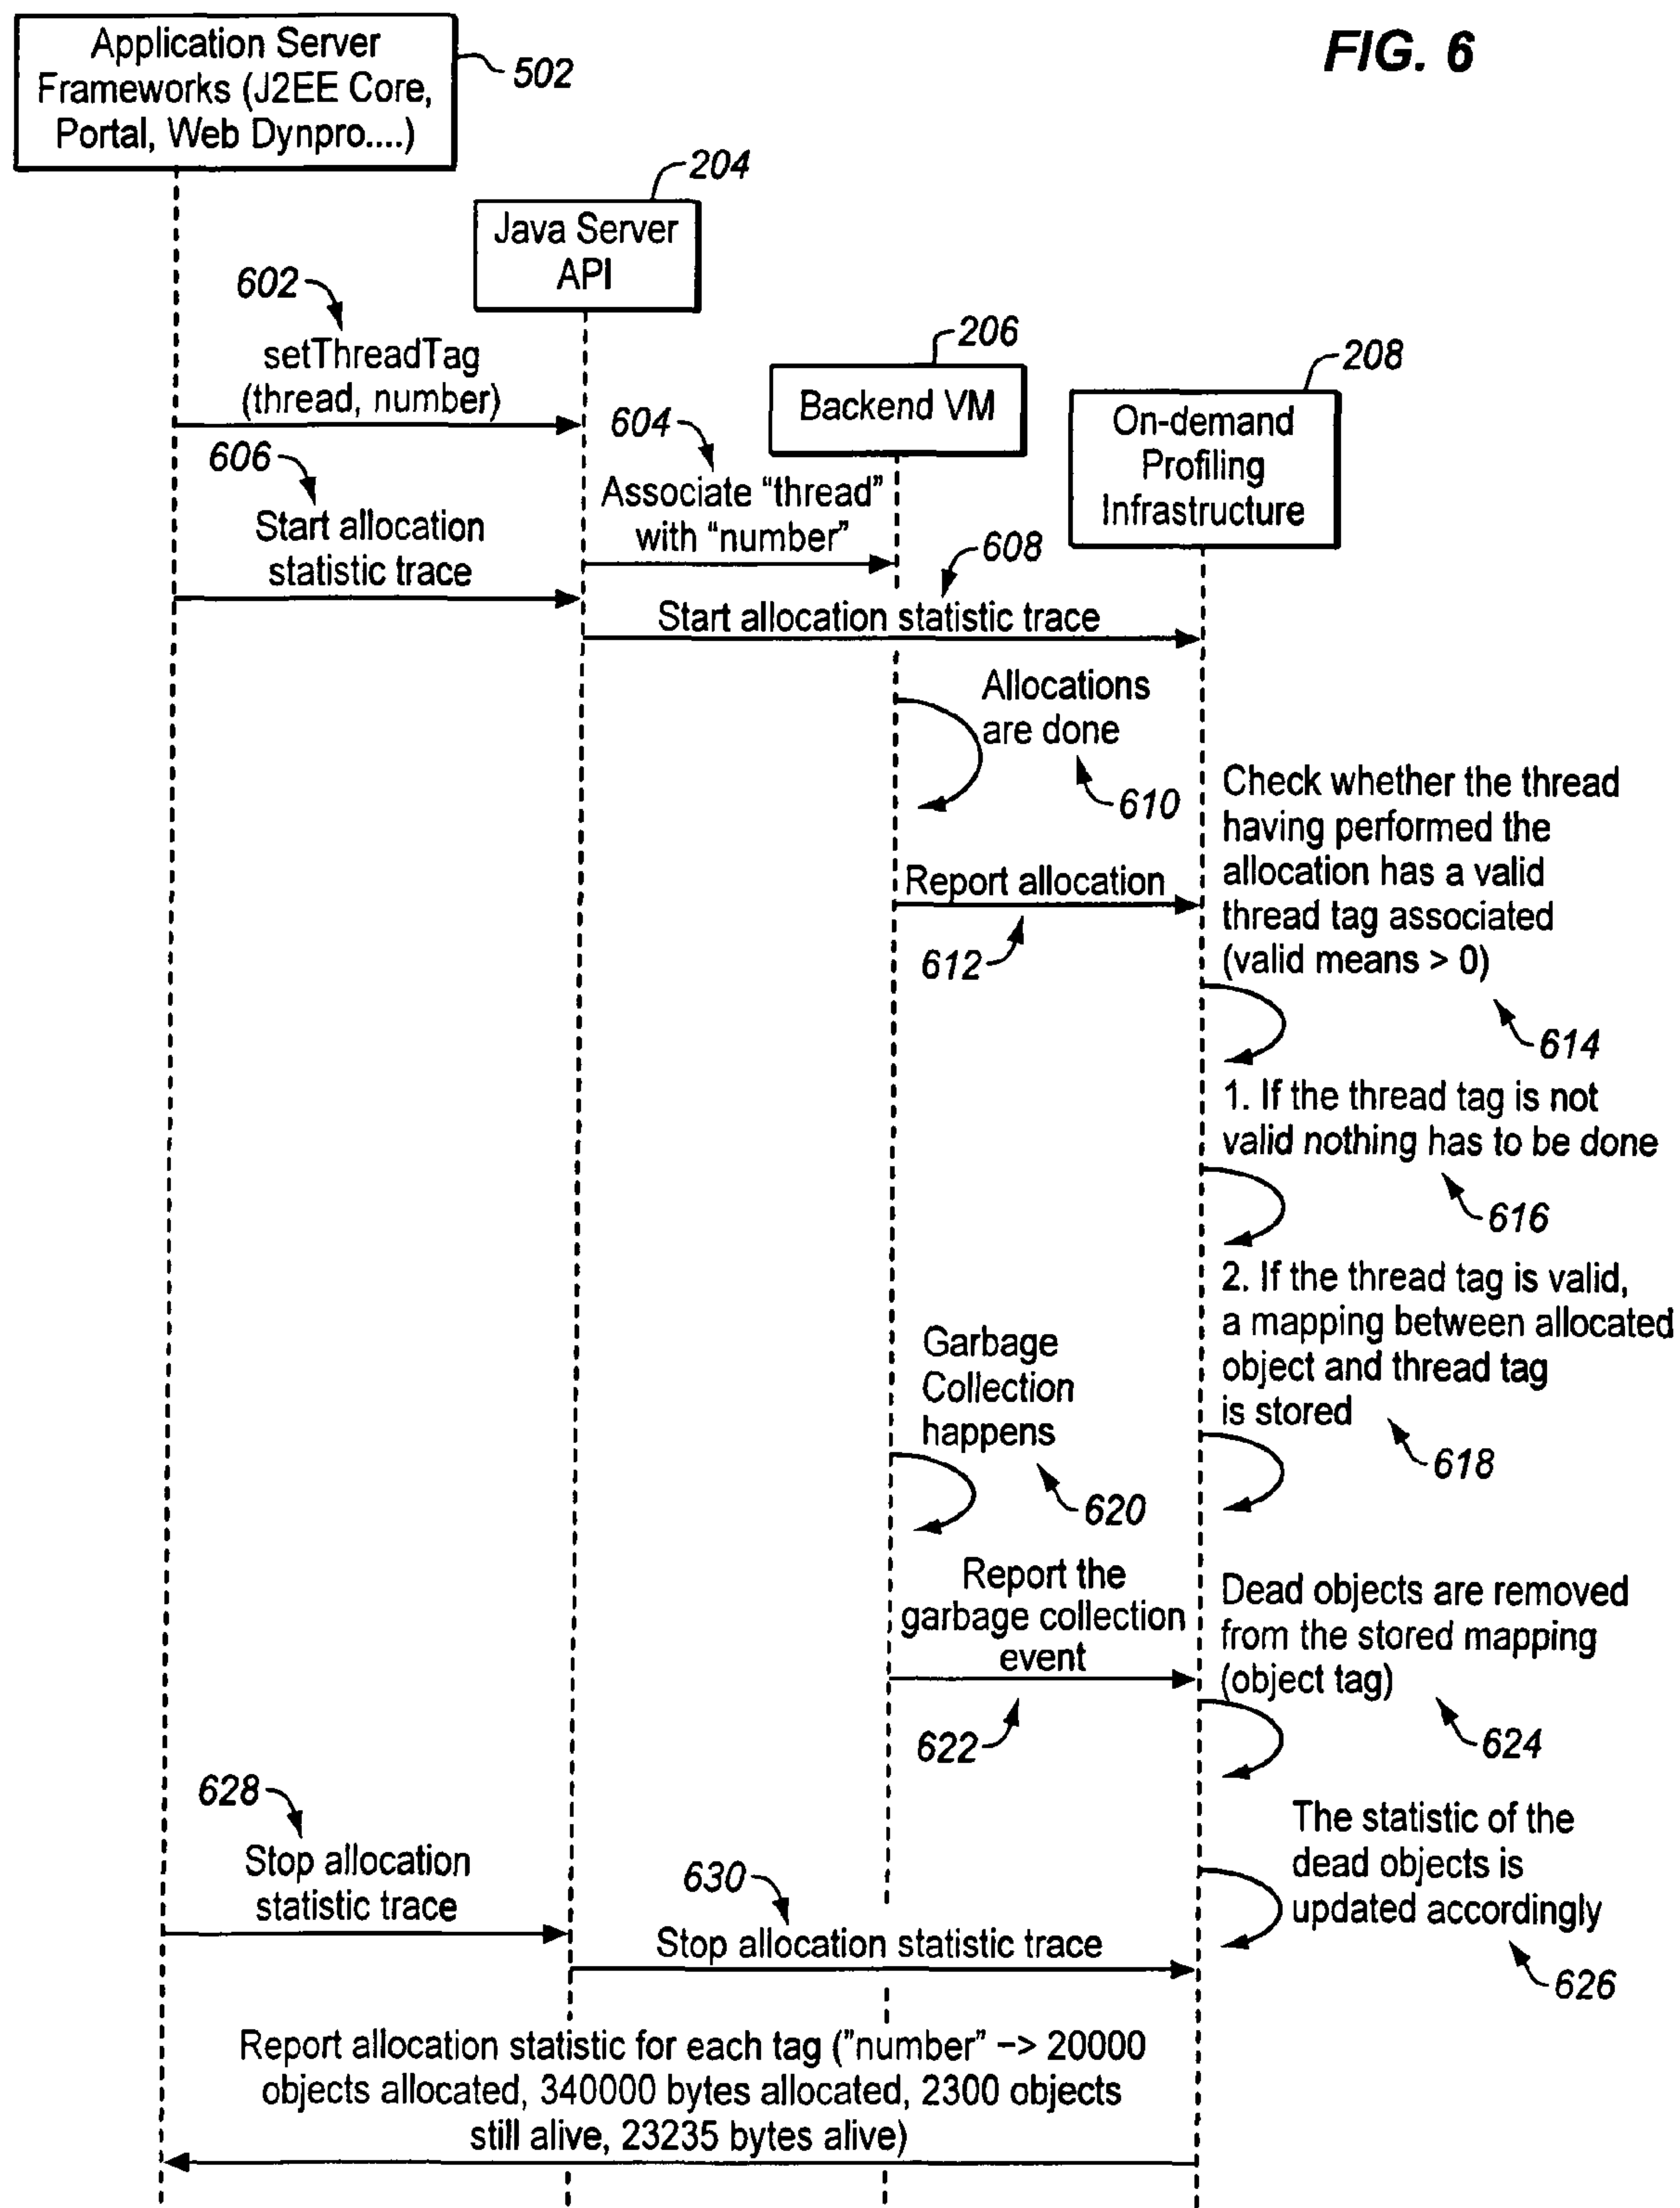 FIG. 6
Application Server
Frameworks (J2EE Core,
Portal, Web Dynpro....)
502
204
Java Server
API
602
setThreadTag
(thread, number)
206
Backend VM
208
On-demand
Profiling
Infrastructure
604
Associate “thread”
with “number”
606
Start allocation
statistic trace
608
Start allocation statistic trace
Allocations
are done
610
Report allocation
612
Check whether the thread
having performed the
allocation has a valid
thread tag associated
(valid means > 0)
614
1. If the thread tag is not
valid nothing has to be done
616
2. If the thread tag is valid,
a mapping between allocated
object and thread tag
is stored
618
Garbage
Collection
happens
620
Report the
garbage collection
event
622
Dead objects are removed
from the stored mapping
(object tag)
624
The statistic of the
dead objects is
updated accordingly
626
628
Stop allocation
statistic trace
630
Stop allocation statistic trace
Report allocation statistic for each tag (”number” –> 20000
objects allocated, 340000 bytes allocated, 2300 objects
still alive, 23235 bytes alive)